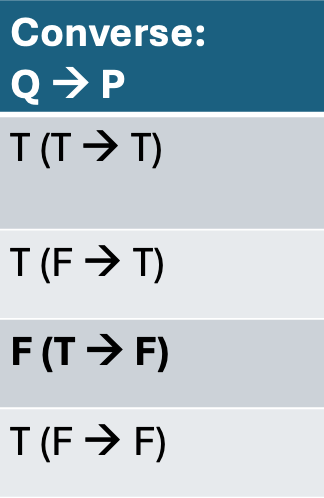 Converse:
Q → P
T (T → T)
T (F → T)
F (T → F)
T (F → F)